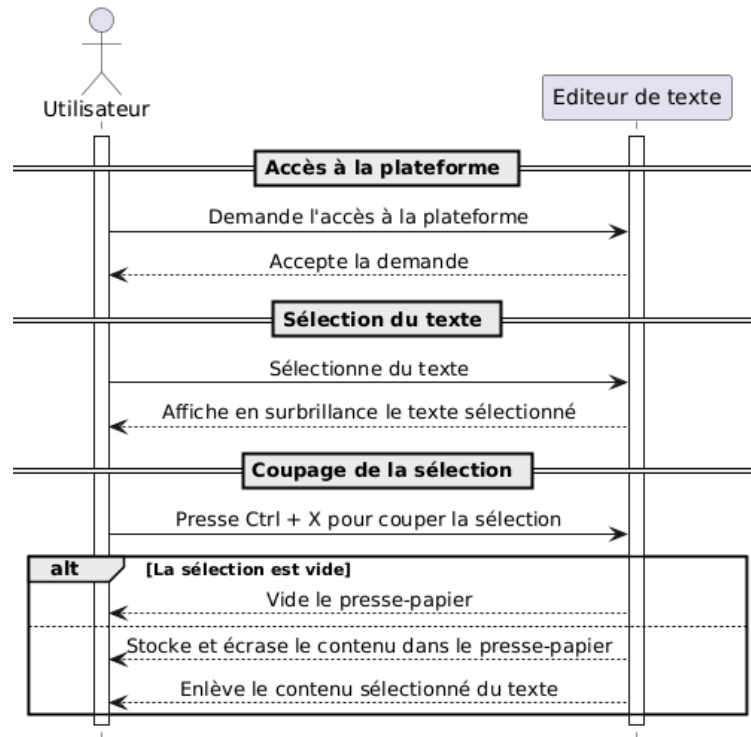 Utilisateur
Editeur de texte
Accès à la plateforme
Demande l'accès à la plateforme
Accepte la demande
Sélection du texte
Sélectionne du texte
Affiche en surbrillance le texte sélectionné
Coupage de la sélection
Presse Ctrl + X pour couper la sélection
alt [La sélection est vide]
Vide le presse-papier
Stocke et écrase le contenu dans le presse-papier
Enlève le contenu sélectionné du texte